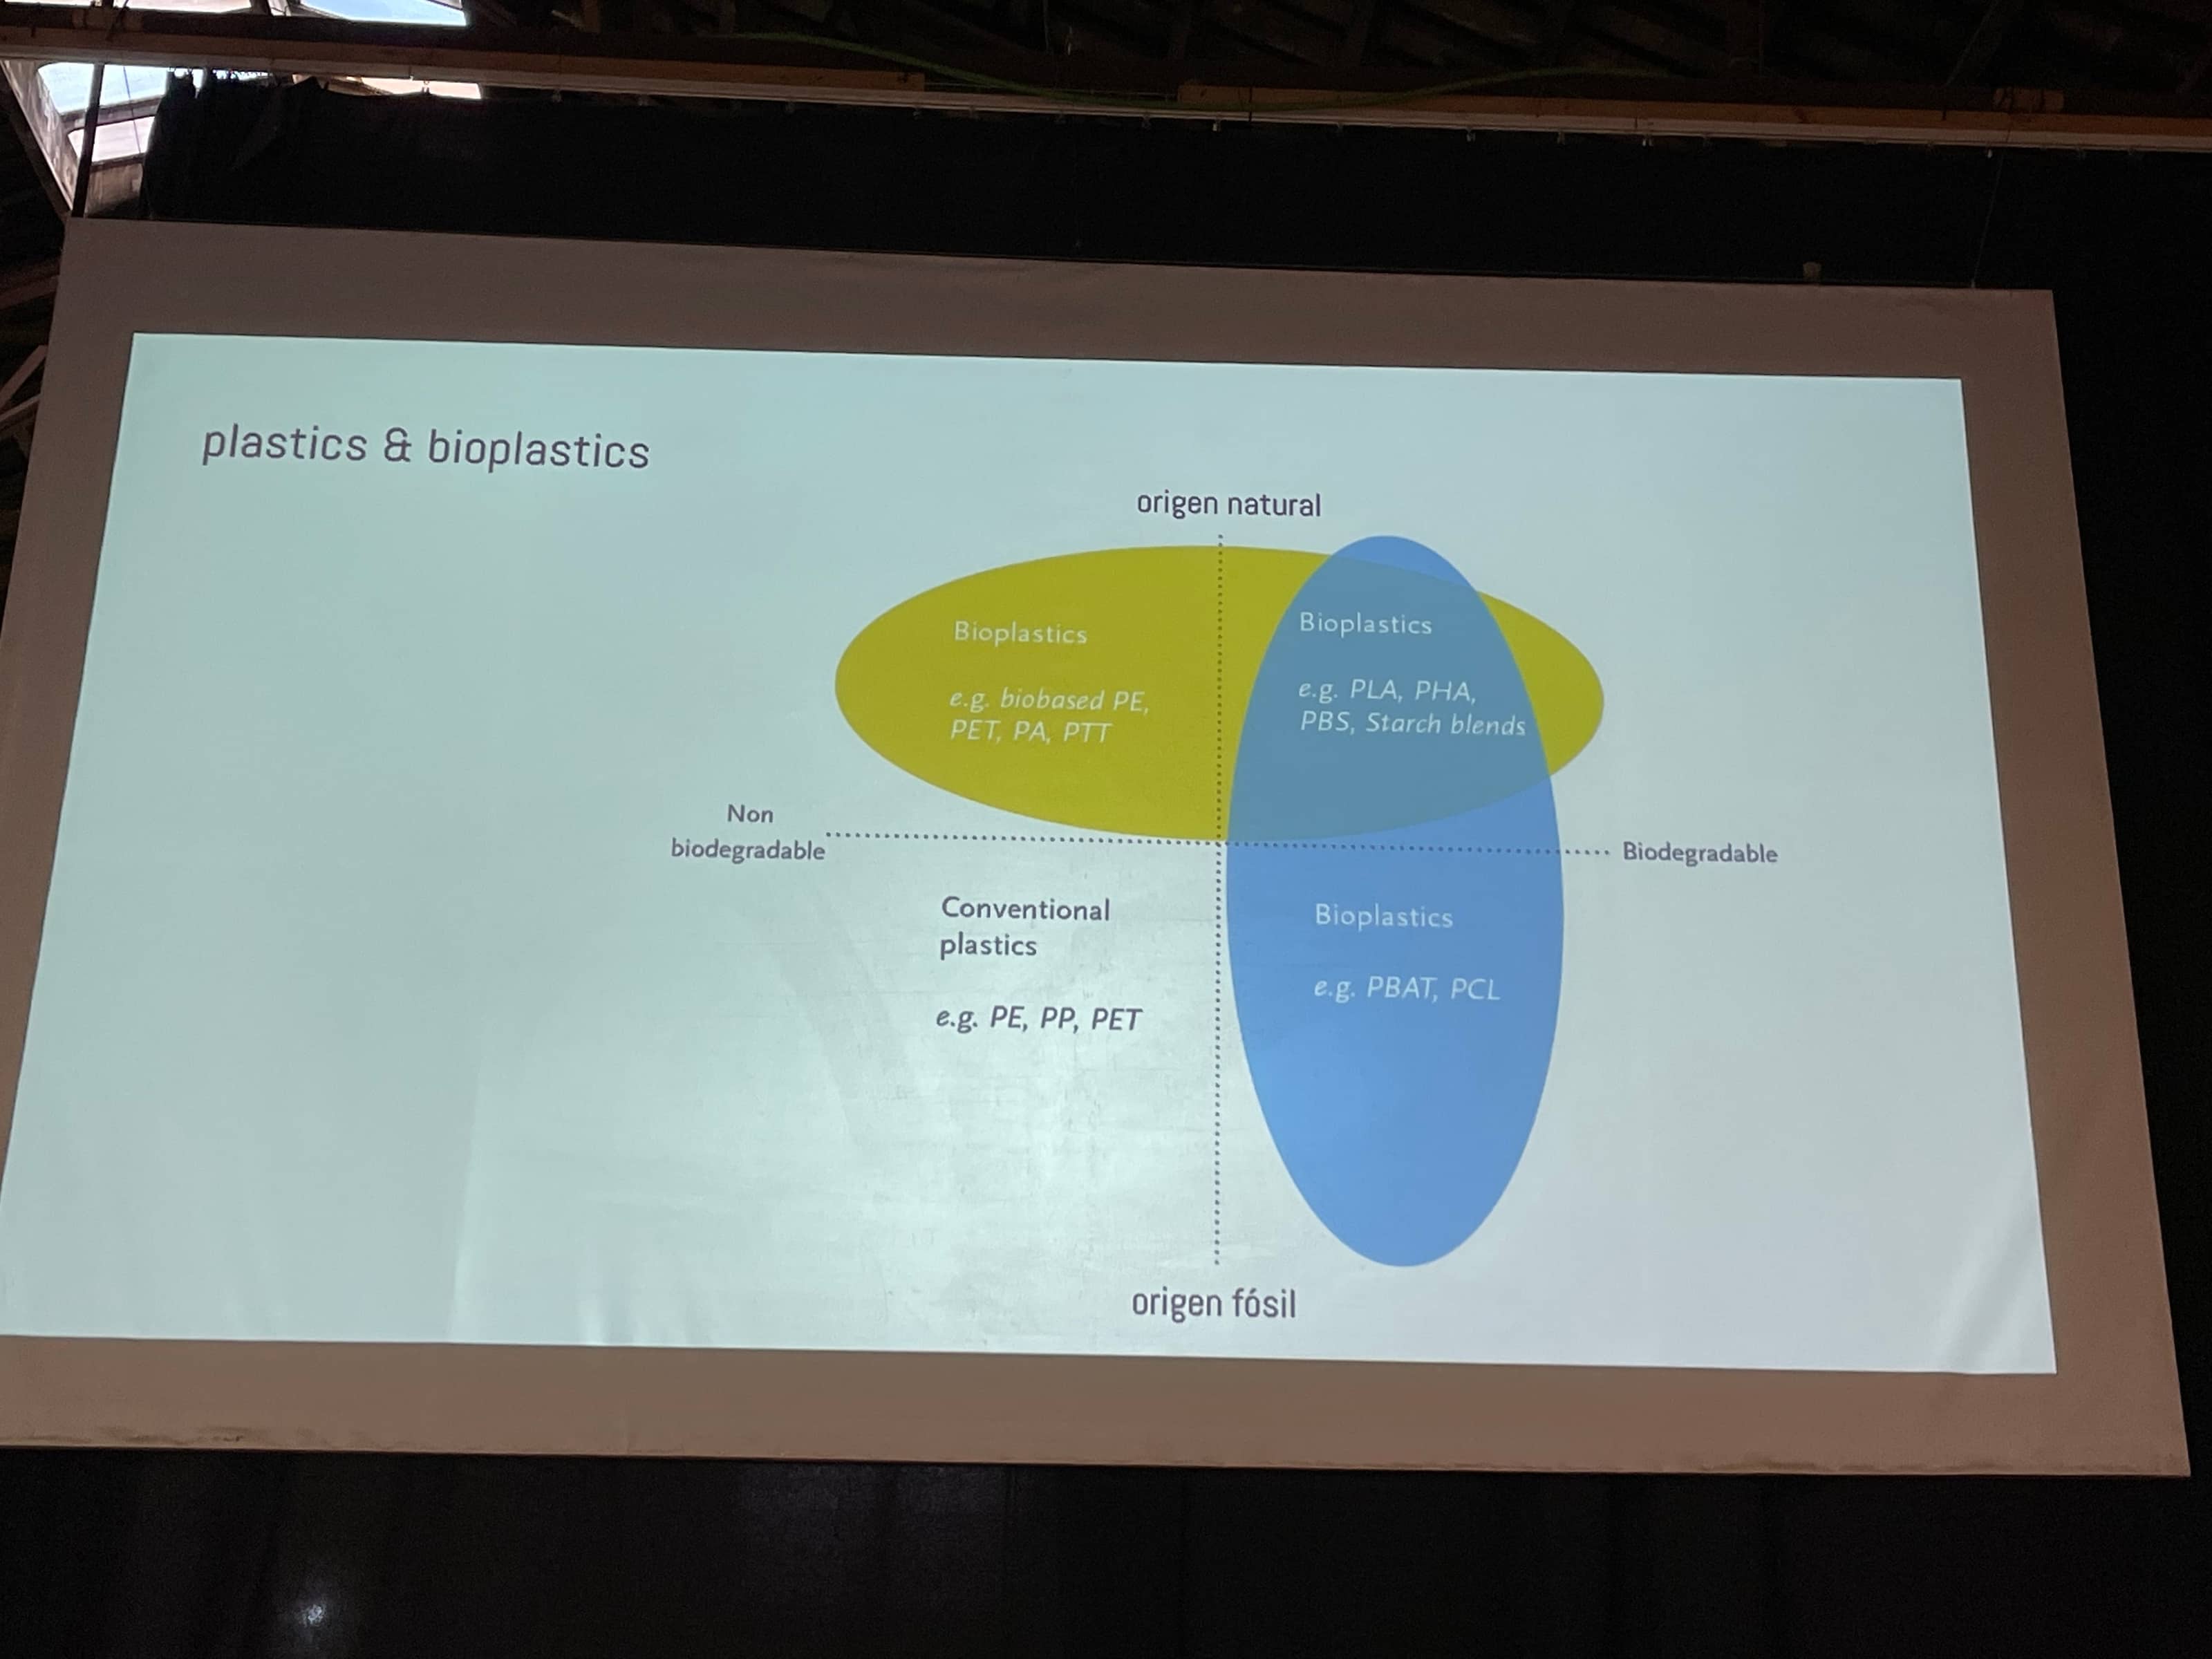 plastics & bioplastics
origen natural
Bioplastics
e.g. biobased PE,
PET, PA, PTT
Bioplastics
e.g. PLA, PHA,
PBS, Starch blends
Non
biodegradable
Biodegradable
Conventional
plastics
e.g. PE, PP, PET
Bioplastics
e.g. PBAT, PCL
origen fósil